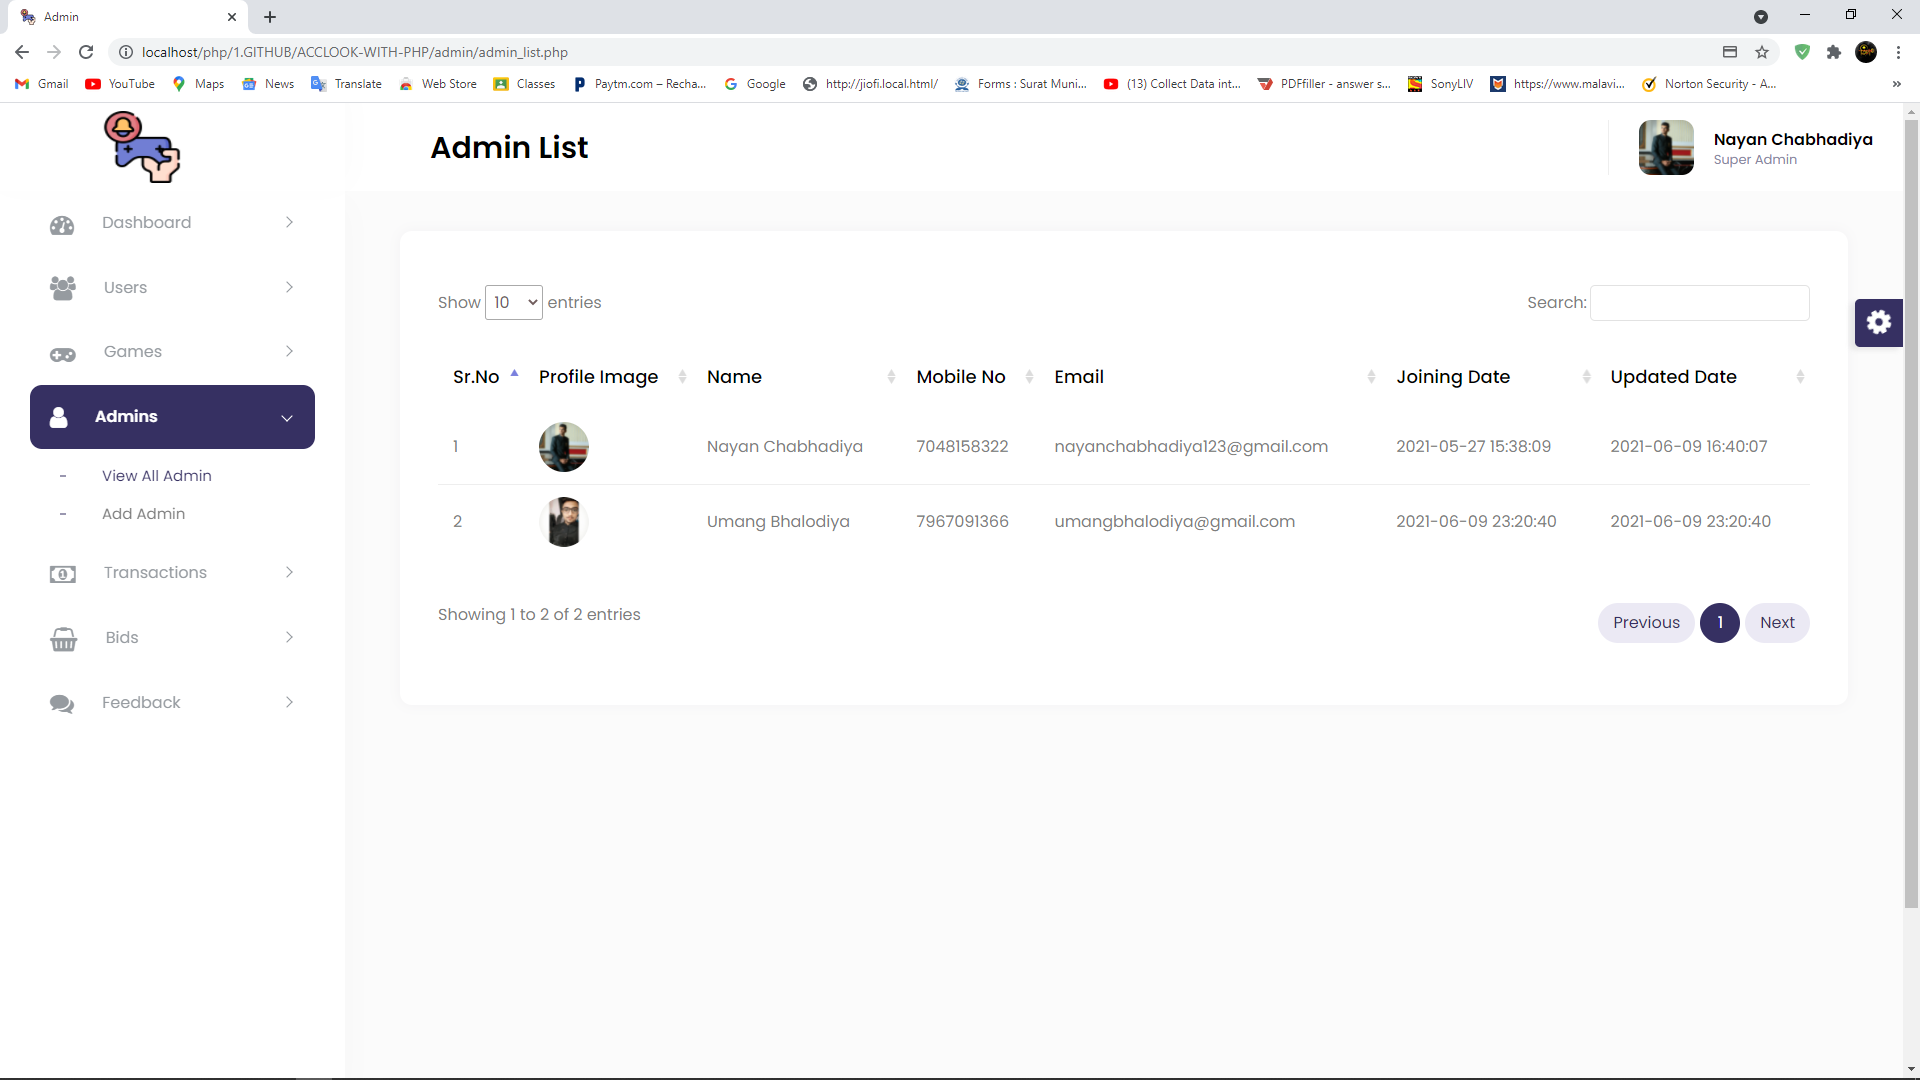 Admin
localhost/php/1.GITHUB/ACCLOOK-WITH-PHP/admin/admin_list.php
Gmail YouTube Maps News Translate Web Store Classes Paytm.com – Recha... Google http://jiofi.local.html/ Forms : Surat Muni... (13) Collect Data int... PDFfiller - answer s... SonyLIV https://www.malavi... Norton Security - A... »
Admin List
Nayan Chabhadiya
Super Admin
Dashboard
Users
Games
Admins
- View All Admin
- Add Admin
Transactions
Bids
Feedback
Show 10 entries
Search:
Sr.No Profile Image Name Mobile No Email Joining Date Updated Date
1 Nayan Chabhadiya 7048158322 nayanchabhadiya123@gmail.com 2021-05-27 15:38:09 2021-06-09 16:40:07
2 Umang Bhalodiya 7967091366 umangbhalodiya@gmail.com 2021-06-09 23:20:40 2021-06-09 23:20:40
Showing 1 to 2 of 2 entries
Previous 1 Next